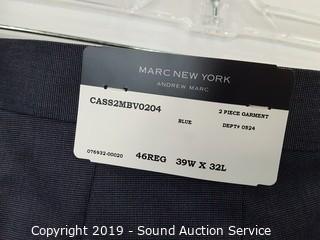 MARC NEW YORK
ANDREW MARC
CASS2MBV0204
2 PIECE GARMENT
BLUE
DEPT# 0524
076932-00020
46REG 39W X 32L
Copyright 2019 - Sound Auction Service